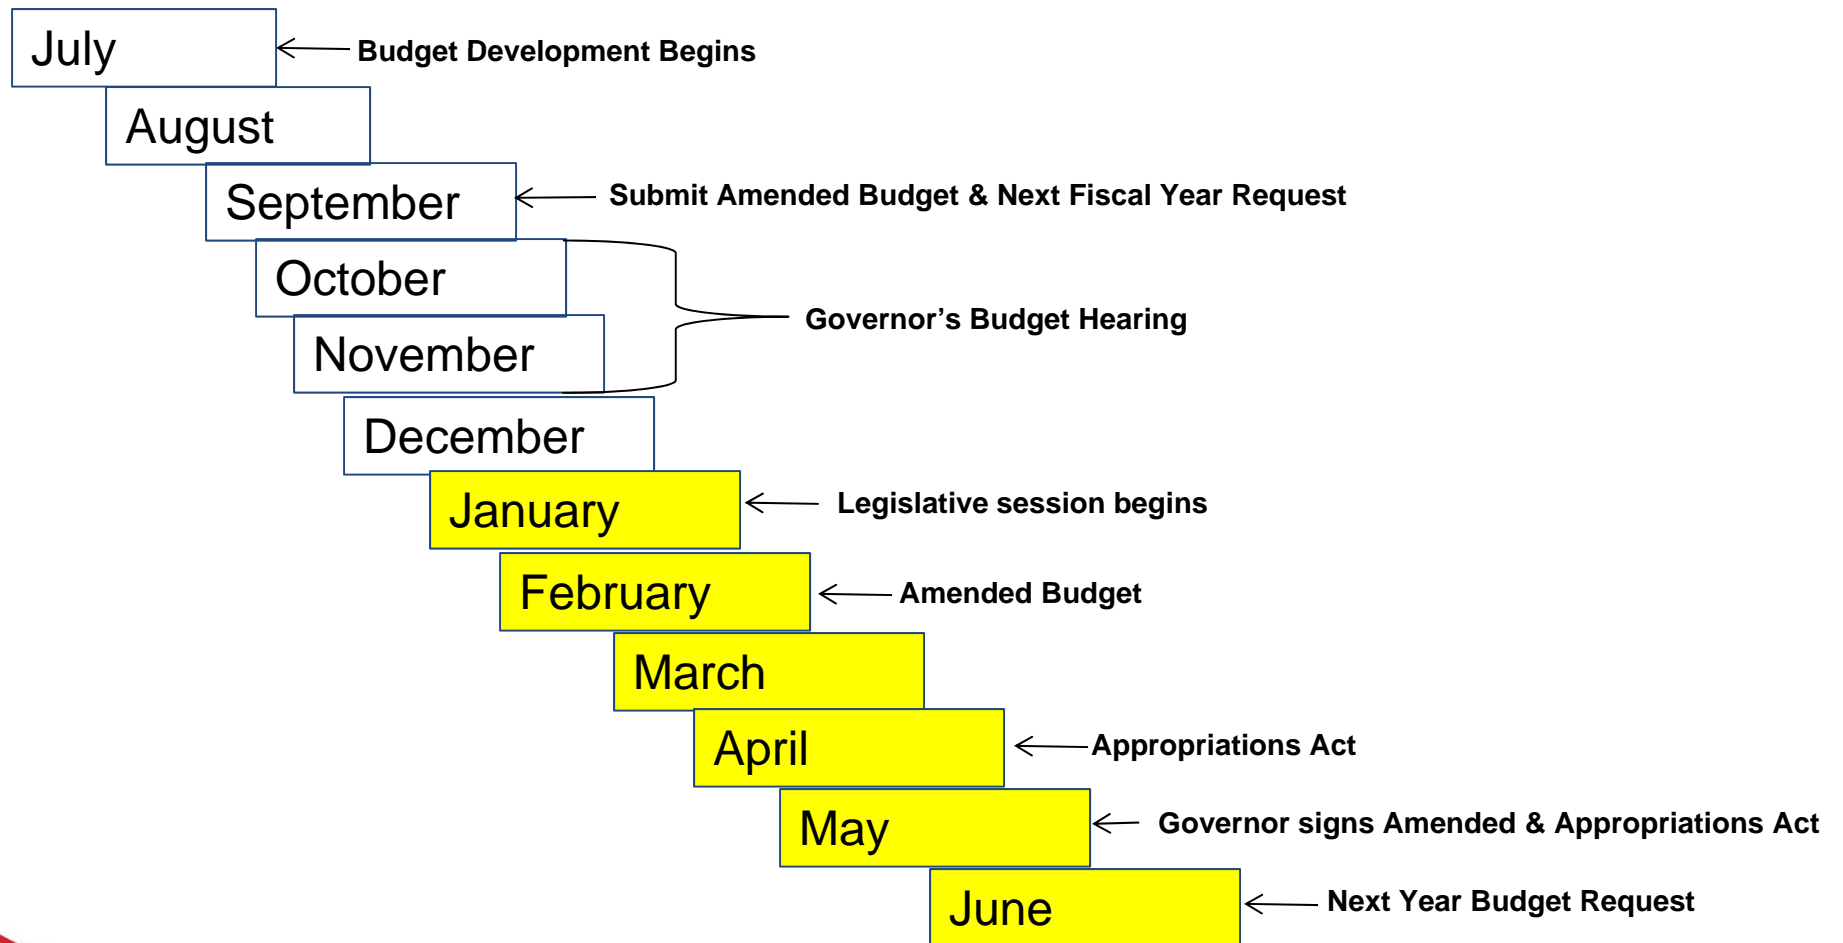 July
Budget Development Begins
August
September
Submit Amended Budget & Next Fiscal Year Request
October
Governor’s Budget Hearing
November
December
January
Legislative session begins
February
Amended Budget
March
April
Appropriations Act
May
Governor signs Amended & Appropriations Act
June
Next Year Budget Request